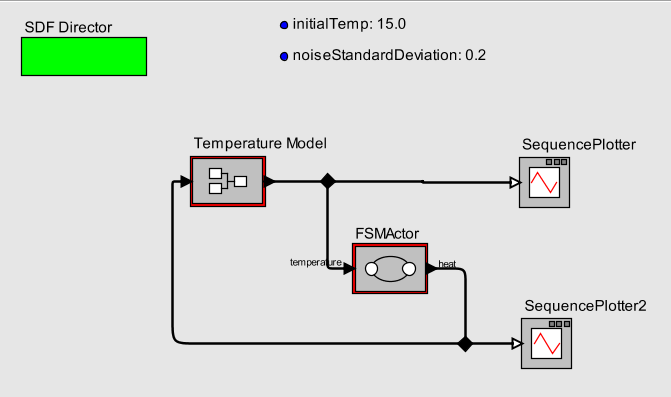 SDF Director
initialTemp: 15.0
noiseStandardDeviation: 0.2
Temperature Model
SequencePlotter
FSMActor
temperature
heat
SequencePlotter2